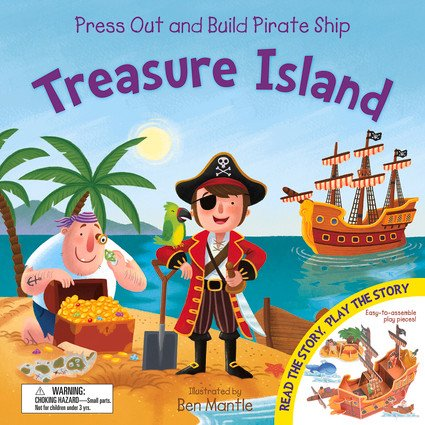 Press Out and Build Pirate Ship
Treasure Island
READ THE STORY, PLAY THE STORY
Easy-to-assemble
play pieces!
WARNING:
CHOKING HAZARD—Small parts.
Not for children under 3 yrs.
Illustrated by
Ben Mantle